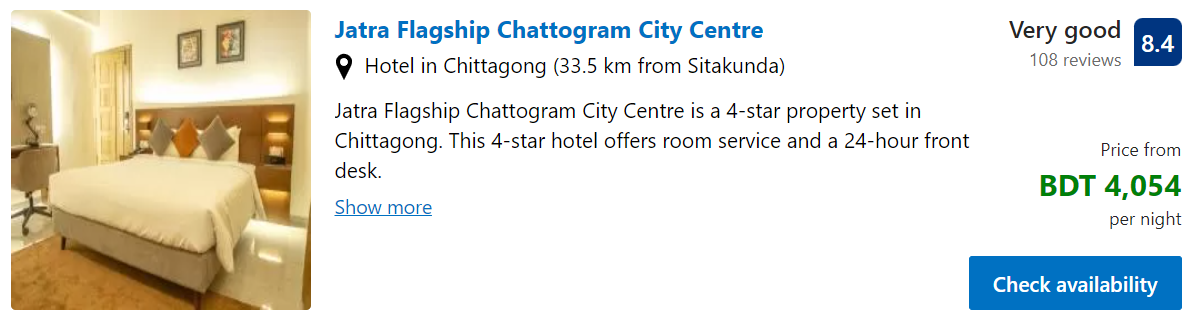 Jatra Flagship Chattogram City Centre
Hotel in Chittagong (33.5 km from Sitakunda)
Jatra Flagship Chattogram City Centre is a 4-star property set in
Chittagong. This 4-star hotel offers room service and a 24-hour front
desk.
Show more
Very good
108 reviews
8.4
Price from
BDT 4,054
per night
Check availability